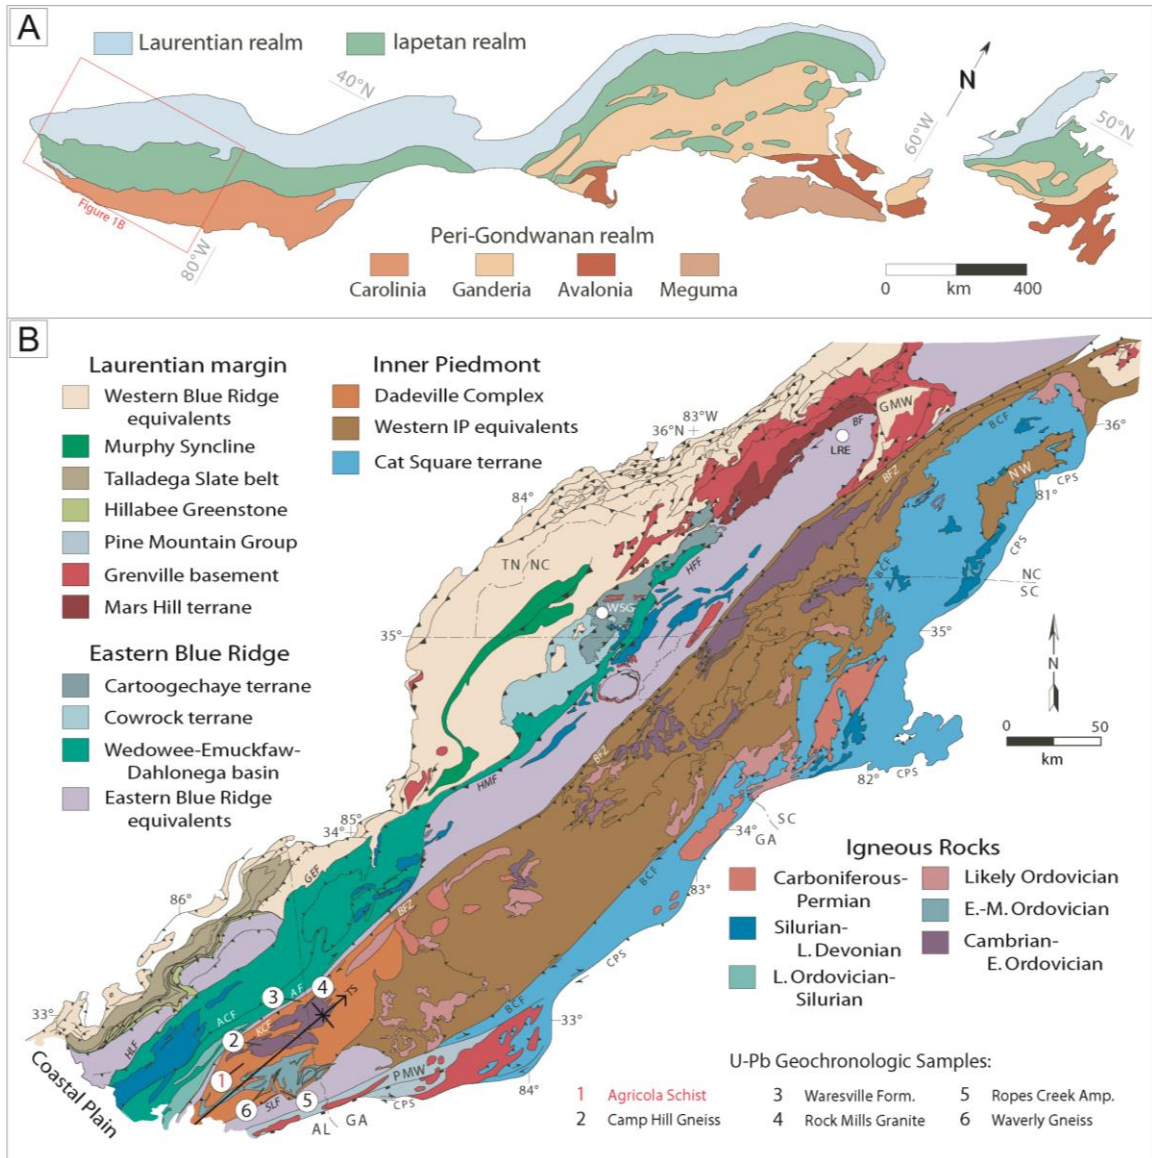 A
Laurentian realm
Iapetan realm
40°N
N
60°W
50°N
Figure 1B
80°W
Peri-Gondwanan realm
Carolinia
Ganderia
Avalonia
Meguma
0 400
km
B
Laurentian margin
Western Blue Ridge
equivalents
Murphy Syncline
Talladega Slate belt
Hillabee Greenstone
Pine Mountain Group
Grenville basement
Mars Hill terrane
Eastern Blue Ridge
Cartoogechaye terrane
Cowrock terrane
Wedowee-Emuckfaw-
Dahlonega basin
Eastern Blue Ridge
equivalents
Inner Piedmont
Dadeville Complex
Western IP equivalents
Cat Square terrane
83°W
36°N
GMW
BF
LRE
BFZ
BCF
36°
NW
CPS
81°
84°
TN NC
HFF
WSG
CPS
BCF
NC
SC
35°
35°
N
0 50
km
BFZ
HMF
82°
CPS
85°
34°
SC
GA
34°
BCF
83°
GEF
86°
BFZ
CPS
33°
3
AF
4
TS
ACF
KCF
2
HLF
BCF
33°
1
PMW
5
6
SLF
CPS
84°
AL
GA
Coastal Plain
Igneous Rocks
Carboniferous-
Permian
Silurian-
L. Devonian
L. Ordovician-
Silurian
Likely Ordovician
E.-M. Ordovician
Cambrian-
E. Ordovician
U-Pb Geochronologic Samples:
1 Agricola Schist
2 Camp Hill Gneiss
3 Waresville Form.
4 Rock Mills Granite
5 Ropes Creek Amp.
6 Waverly Gneiss